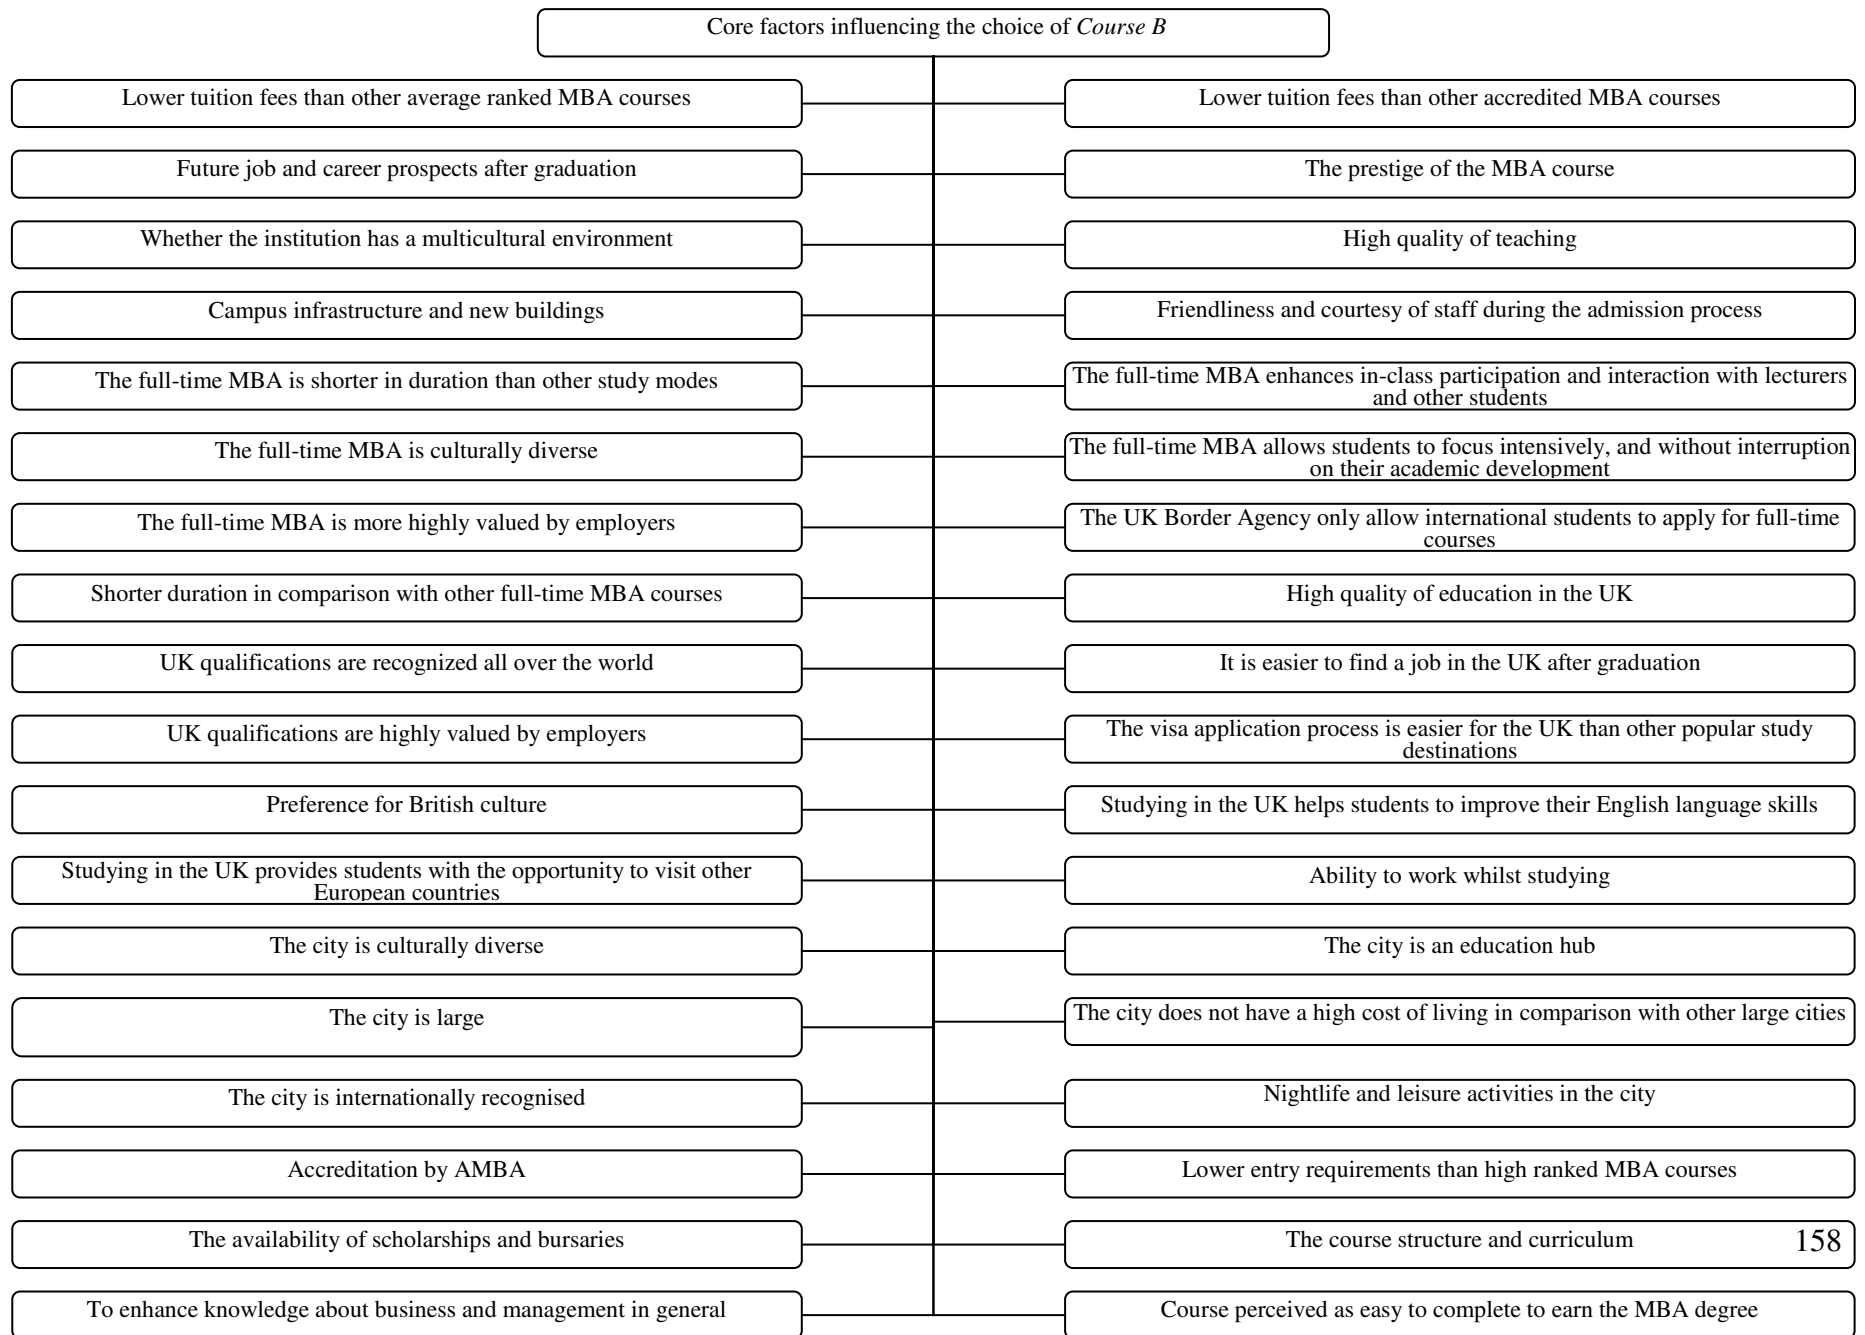 Core factors influencing the choice of Course B
Lower tuition fees than other average ranked MBA courses
Lower tuition fees than other accredited MBA courses
Future job and career prospects after graduation
The prestige of the MBA course
Whether the institution has a multicultural environment
High quality of teaching
Campus infrastructure and new buildings
Friendliness and courtesy of staff during the admission process
The full-time MBA is shorter in duration than other study modes
The full-time MBA enhances in-class participation and interaction with lecturers
and other students
The full-time MBA is culturally diverse
The full-time MBA allows students to focus intensively, and without interruption
on their academic development
The full-time MBA is more highly valued by employers
The UK Border Agency only allow international students to apply for full-time
courses
Shorter duration in comparison with other full-time MBA courses
High quality of education in the UK
UK qualifications are recognized all over the world
It is easier to find a job in the UK after graduation
UK qualifications are highly valued by employers
The visa application process is easier for the UK than other popular study
destinations
Preference for British culture
Studying in the UK helps students to improve their English language skills
Studying in the UK provides students with the opportunity to visit other
European countries
Ability to work whilst studying
The city is culturally diverse
The city is an education hub
The city is large
The city does not have a high cost of living in comparison with other large cities
The city is internationally recognised
Nightlife and leisure activities in the city
Accreditation by AMBA
Lower entry requirements than high ranked MBA courses
The availability of scholarships and bursaries
The course structure and curriculum
158
To enhance knowledge about business and management in general
Course perceived as easy to complete to earn the MBA degree